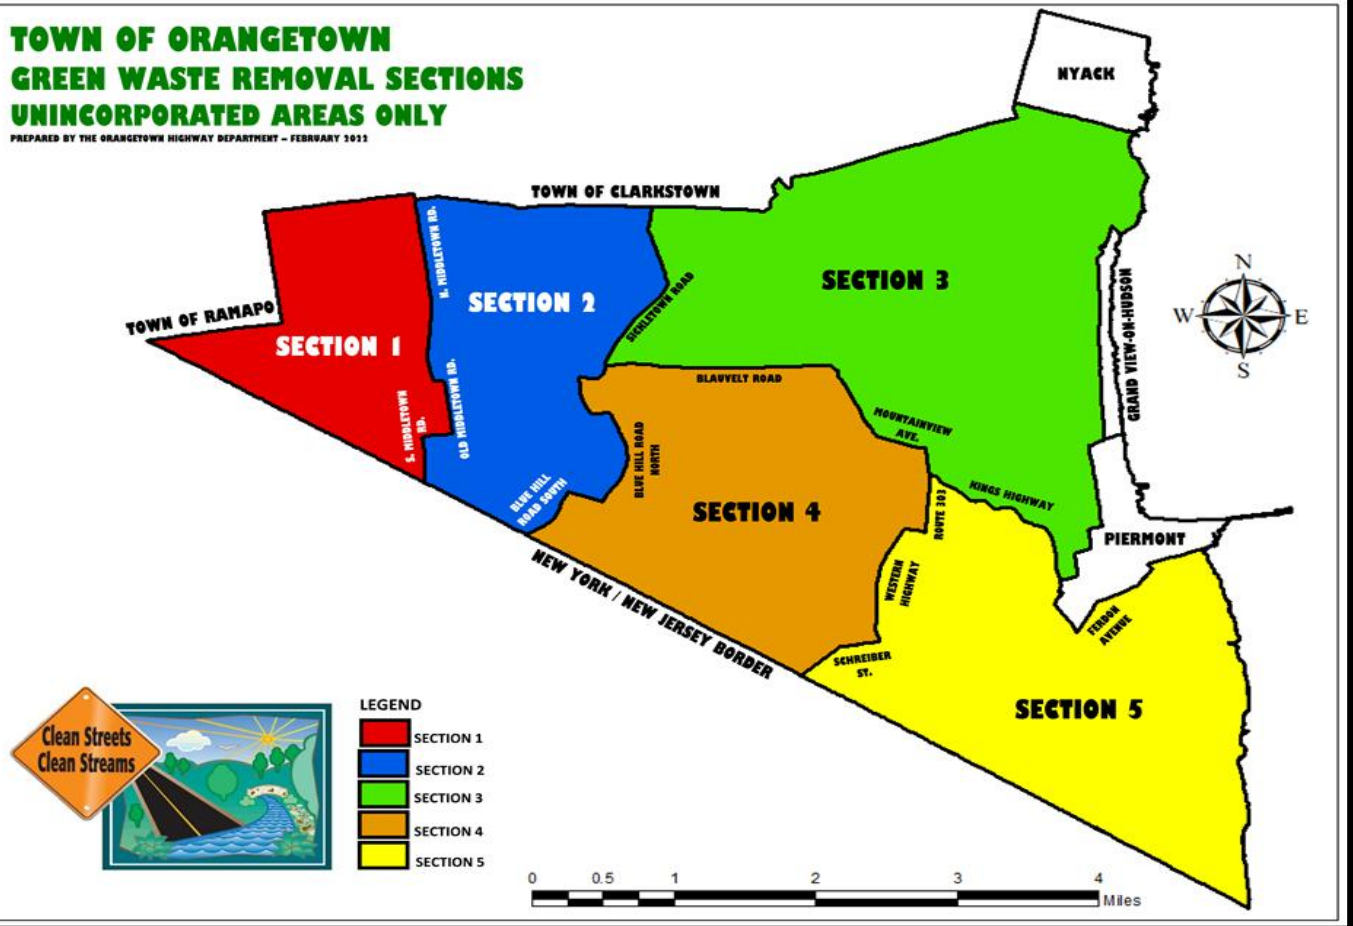 TOWN OF ORANGETOWN
GREEN WASTE REMOVAL SECTIONS
UNINCORPORATED AREAS ONLY
PREPARED BY THE ORANGETOWN HIGHWAY DEPARTMENT – FEBRUARY 2022
NYACK
TOWN OF CLARKSTOWN
N. MIDDLETOWN RD.
SECTION 3
SECTION 2
SICKLETOWN ROAD
GRAND VIEW-ON-HUDSON
N
W
E
S
TOWN OF RAMAPO
SECTION 1
BLAUVELT ROAD
S. MIDDLETOWN
RD.
OLD MIDDLETOWN RD.
MOUNTAINVIEW
AVE.
BLUE HILL ROAD
NORTH
BLUE HILL
ROAD SOUTH
KINGS HIGHWAY
ROUTE 303
SECTION 4
PIERMONT
WESTERN
HIGHWAY
NEW YORK / NEW JERSEY BORDER
FERDON
AVENUE
SCHREIBER
ST.
SECTION 5
Clean Streets
Clean Streams
LEGEND
SECTION 1
SECTION 2
SECTION 3
SECTION 4
SECTION 5
0 0.5 1 2 3 4
Miles